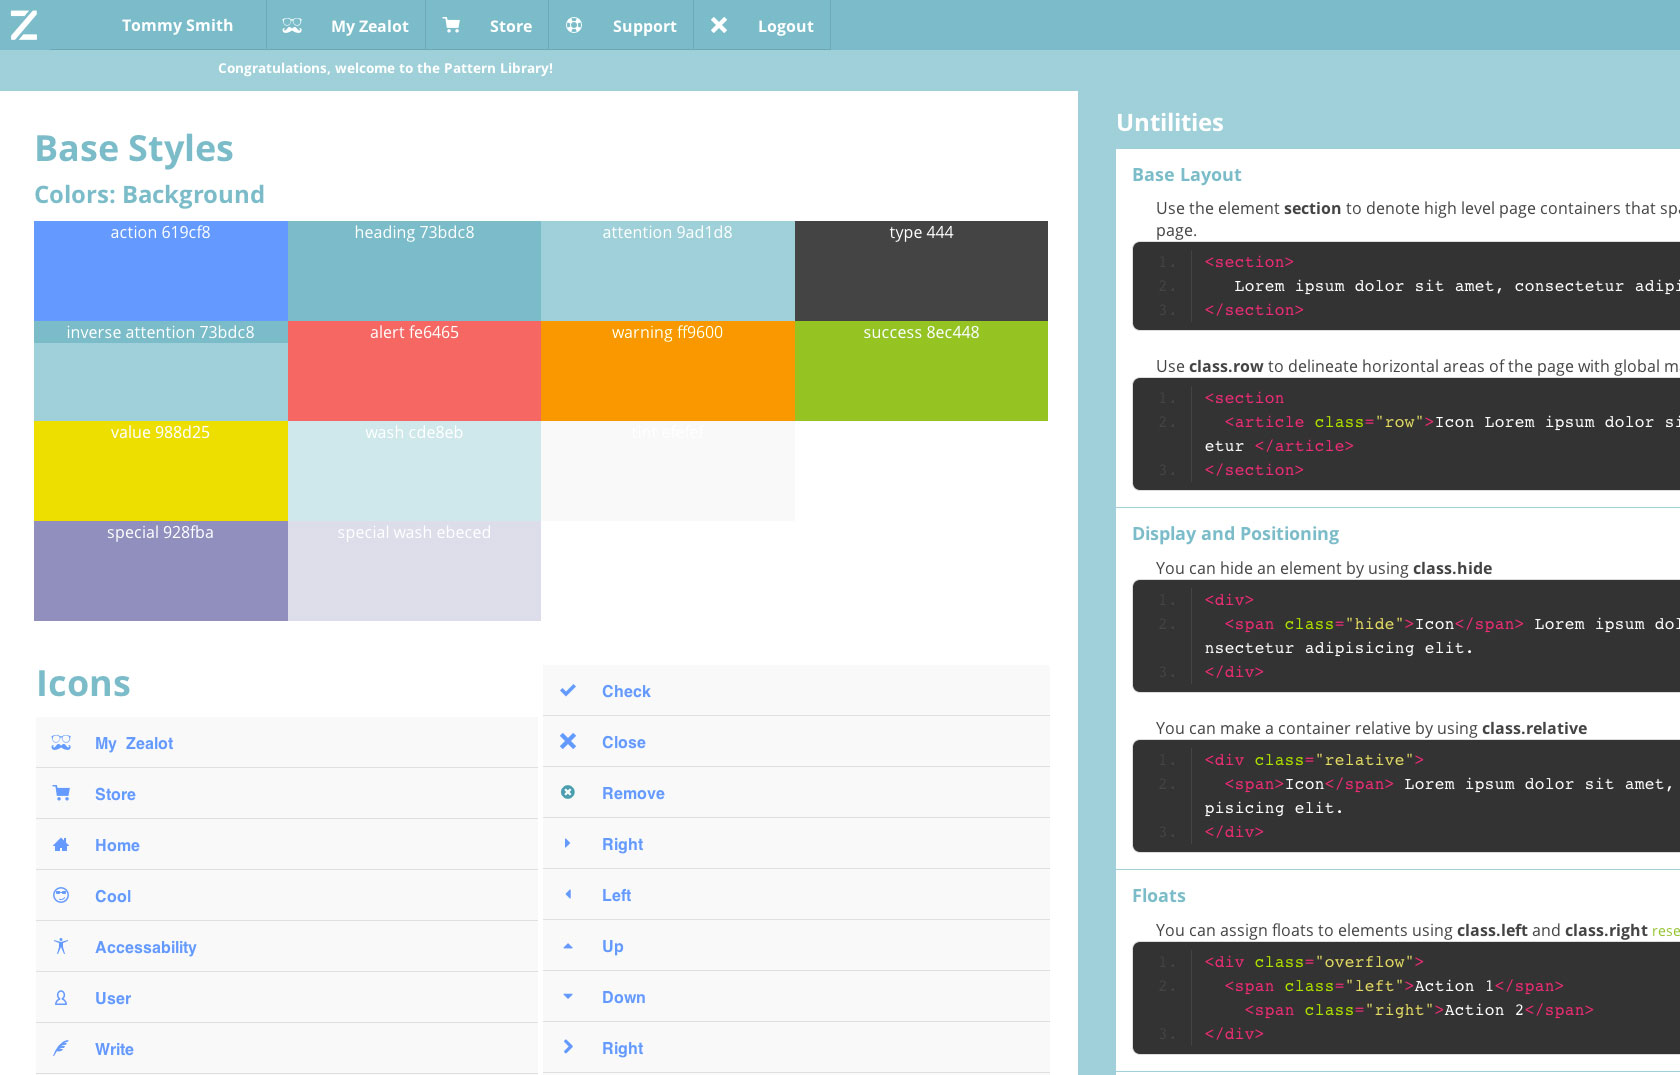 Z
Tommy Smith
My Zealot
Store
Support
Logout
Congratulations, welcome to the Pattern Library!
Base Styles
Colors: Background
action 619cf8
heading 73bdc8
attention 9ad1d8
type 444
inverse attention 73bdc8
alert fe6465
warning ff9600
success 8ec448
value 988d25
wash cde8eb
tint efefef
special 928fba
special wash ebeced
Icons
My Zealot
Store
Home
Cool
Accessability
User
Write
Check
Close
Remove
Right
Left
Up
Down
Right
Untilities
Base Layout
Use the element section to denote high level page containers that spa
page.
1. <section>
2. Lorem ipsum dolor sit amet, consectetur adipi
3. </section>
Use class.row to delineate horizontal areas of the page with global m
1. <section
2. <article class="row">Icon Lorem ipsum dolor si
etur </article>
3. </section>
Display and Positioning
You can hide an element by using class.hide
1. <div>
2. <span class="hide">Icon</span> Lorem ipsum dol
nsectetur adipisicing elit.
3. </div>
You can make a container relative by using class.relative
1. <div class="relative">
2. <span>Icon</span> Lorem ipsum dolor sit amet,
pisicing elit.
3. </div>
Floats
You can assign floats to elements using class.left and class.right rese
1. <div class="overflow">
2. <span class="left">Action 1</span>
<span class="right">Action 2</span>
3. </div>